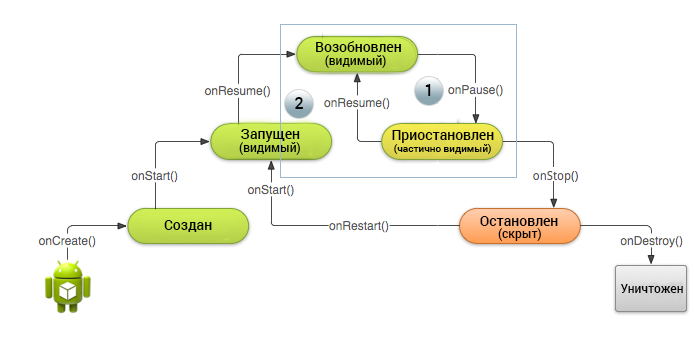 Возобновлен
(видимый)
onResume()
onResume()
1
onPause()
2
Запущен
(видимый)
Приостановлен
(частично видимый)
onStart()
onStart()
onStop()
Создан
onRestart()
Остановлен
(скрыт)
onCreate()
onDestroy()
Уничтожен